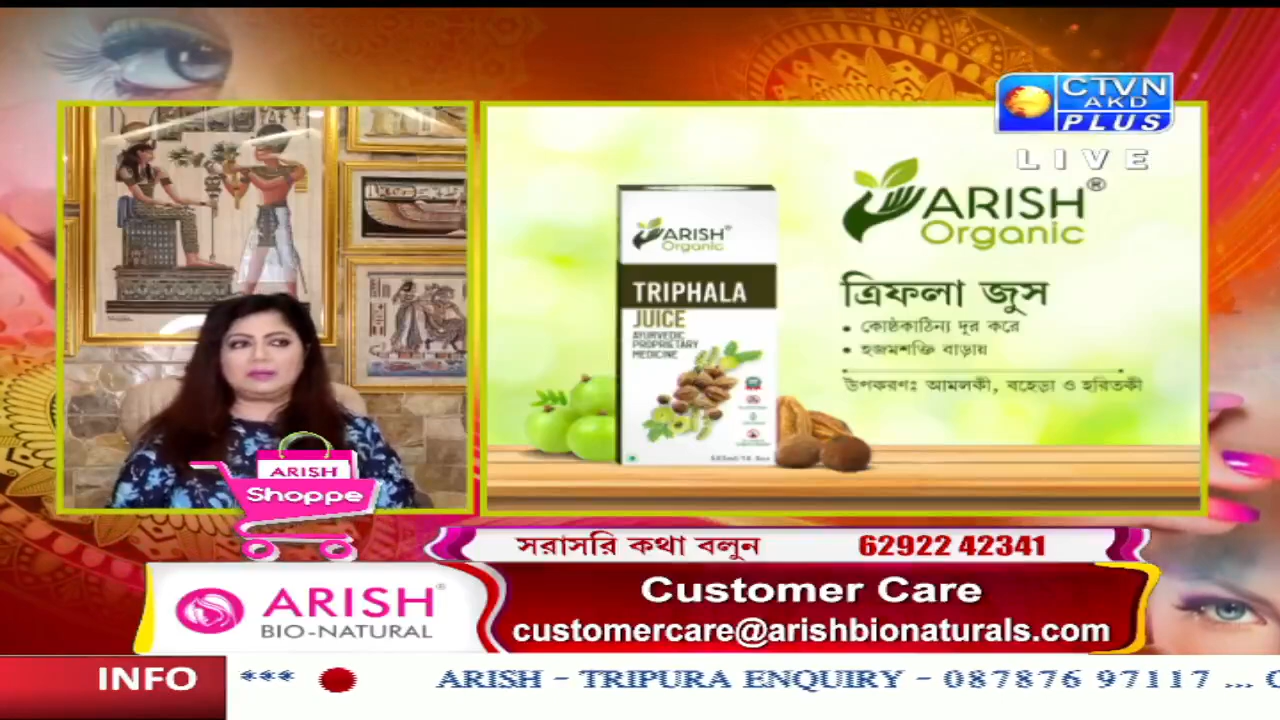 CTVN
AKD
PLUS
LIVE
ARISH®
Organic
ARISH®
Organic
TRIPHALA
JUICE
AYURVEDIC
PROPRIETARY
MEDICINE
ত্রিফলা জুস
• কোষ্ঠকাঠিন্য দূর করে
• হজমশক্তি বাড়ায়
উপকরণঃ আমলকী, বহেড়া ও হরিতকী
ARISH
Shoppe
সরাসরি কথা বলুন 62922 42341
ARISH®
BIO-NATURAL
Customer Care
customercare@arishbionaturals.com
INFO *** ARISH - TRIPURA ENQUIRY - 087876 97117 ... C